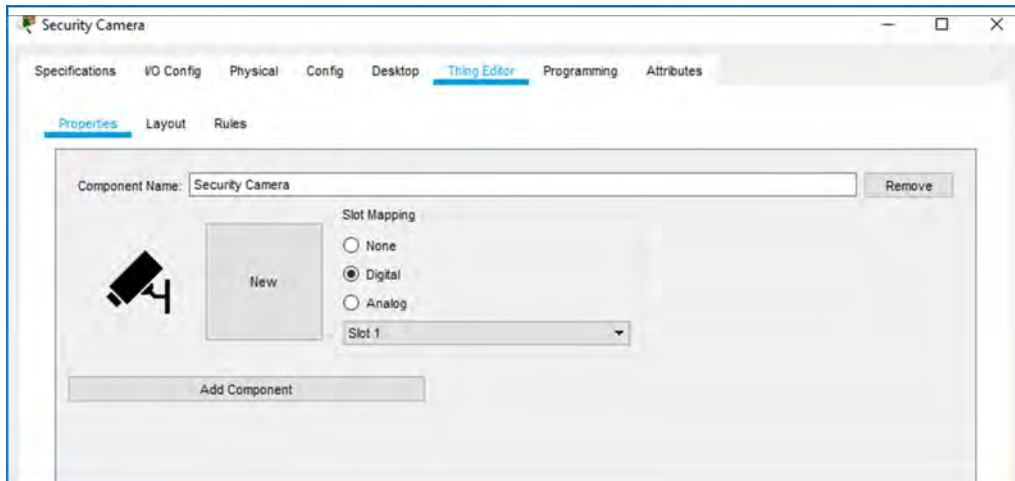 Security Camera
Specifications I/O Config Physical Config Desktop Thing Editor Programming Attributes
Properties Layout Rules
Component Name: Security Camera Remove
Slot Mapping
None
New Digital
Analog
Slot 1
Add Component